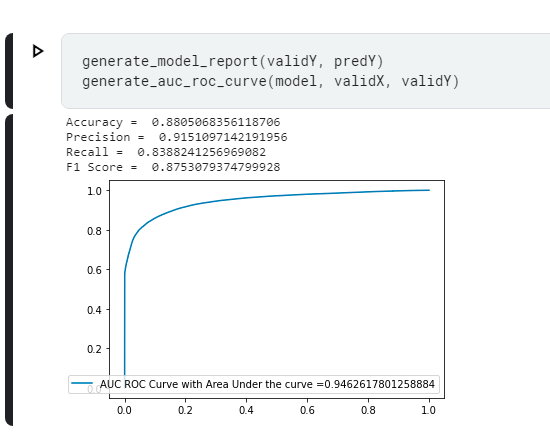 generate_model_report(validY, predY)
generate_auc_roc_curve(model, validX, validY)
Accuracy =  0.8805068356118706
Precision =  0.9151097142191956
Recall =  0.8388241256969082
F1 Score =  0.8753079374799928
1.0
0.8
0.6
0.4
0.2
0.0
AUC ROC Curve with Area Under the curve =0.9462617801258884
0.0 0.2 0.4 0.6 0.8 1.0